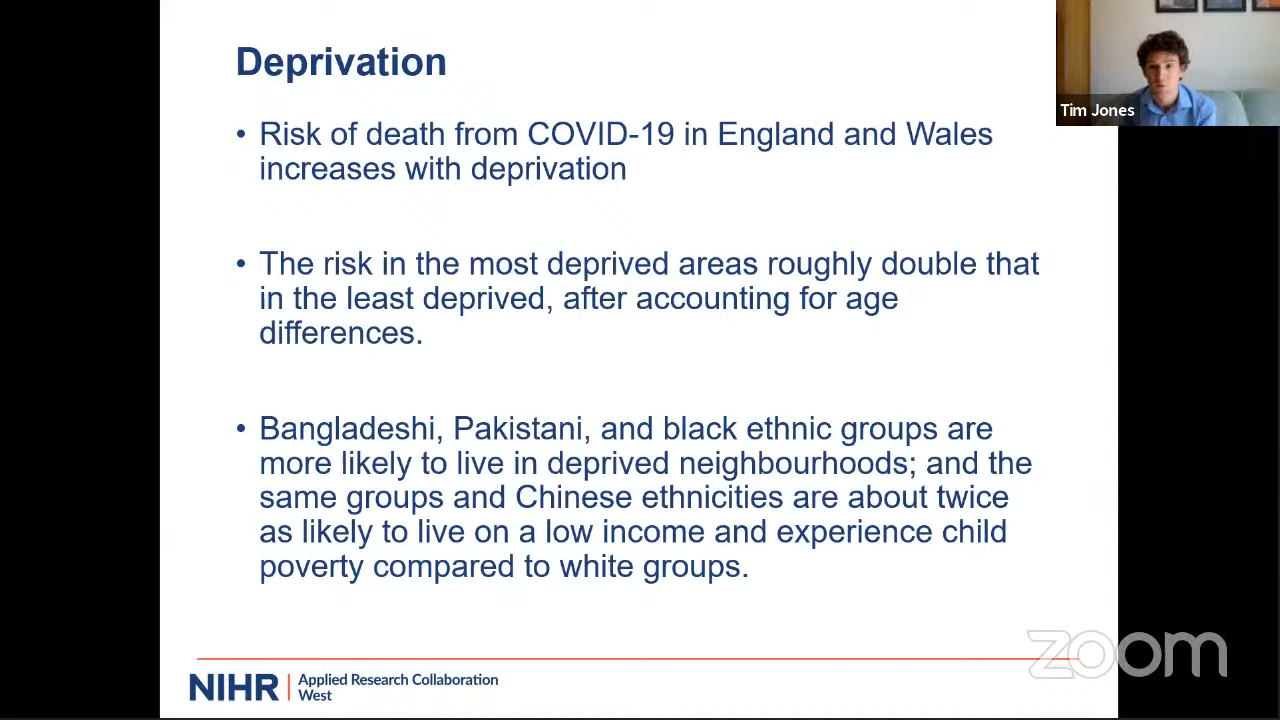 Deprivation
Tim Jones
• Risk of death from COVID-19 in England and Wales
increases with deprivation
• The risk in the most deprived areas roughly double that
in the least deprived, after accounting for age
differences.
• Bangladeshi, Pakistani, and black ethnic groups are
more likely to live in deprived neighbourhoods; and the
same groups and Chinese ethnicities are about twice
as likely to live on a low income and experience child
poverty compared to white groups.
zoom
NIHR
Applied Research Collaboration
West